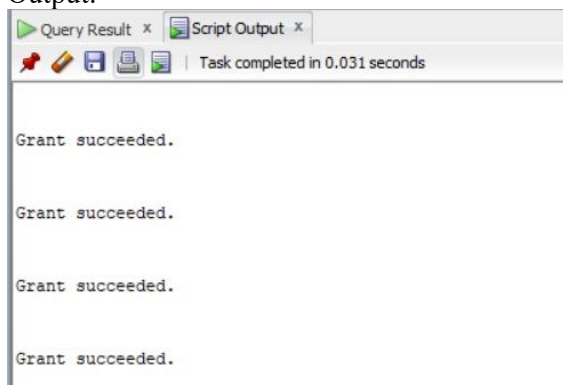 Output:
Query Result x Script Output x
Task completed in 0.031 seconds
Grant succeeded.
Grant succeeded.
Grant succeeded.
Grant succeeded.